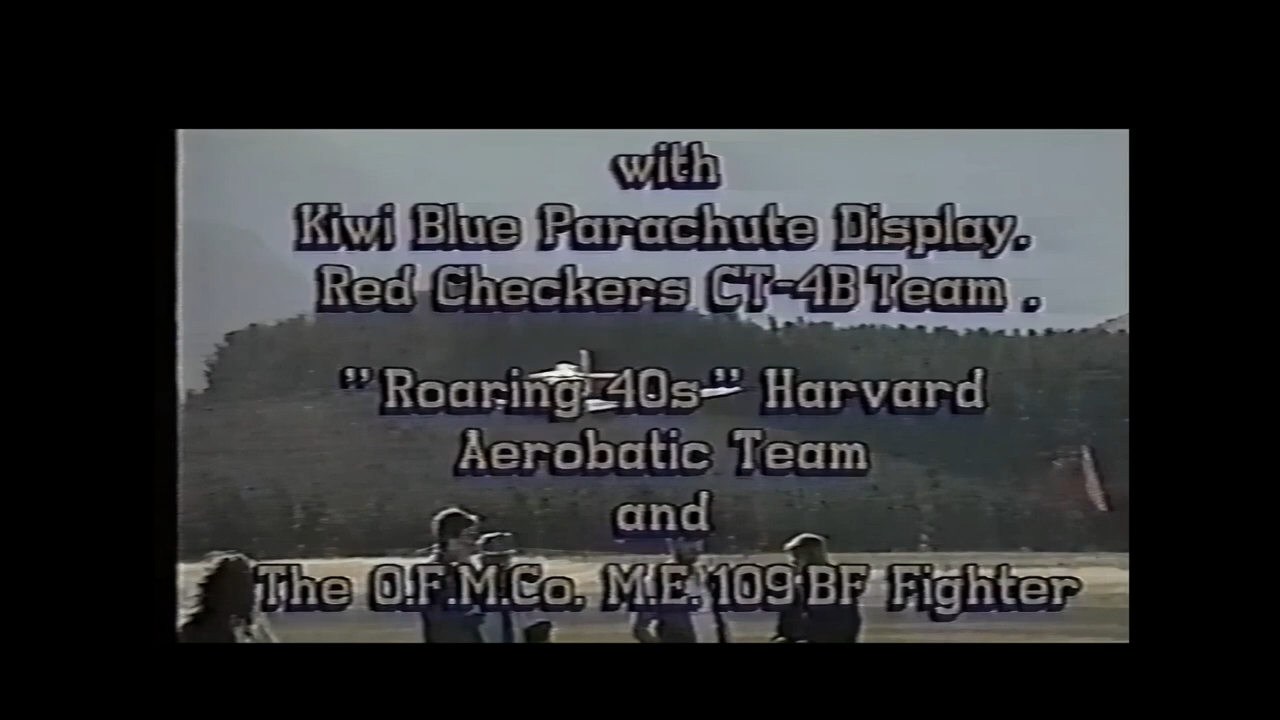 with
Kiwi Blue Parachute Display.
Red Checkers CT-4B Team .
"Roaring 40s" Harvard
Aerobatic Team
and
The O.F.M.Co. M.E.109 BF Fighter